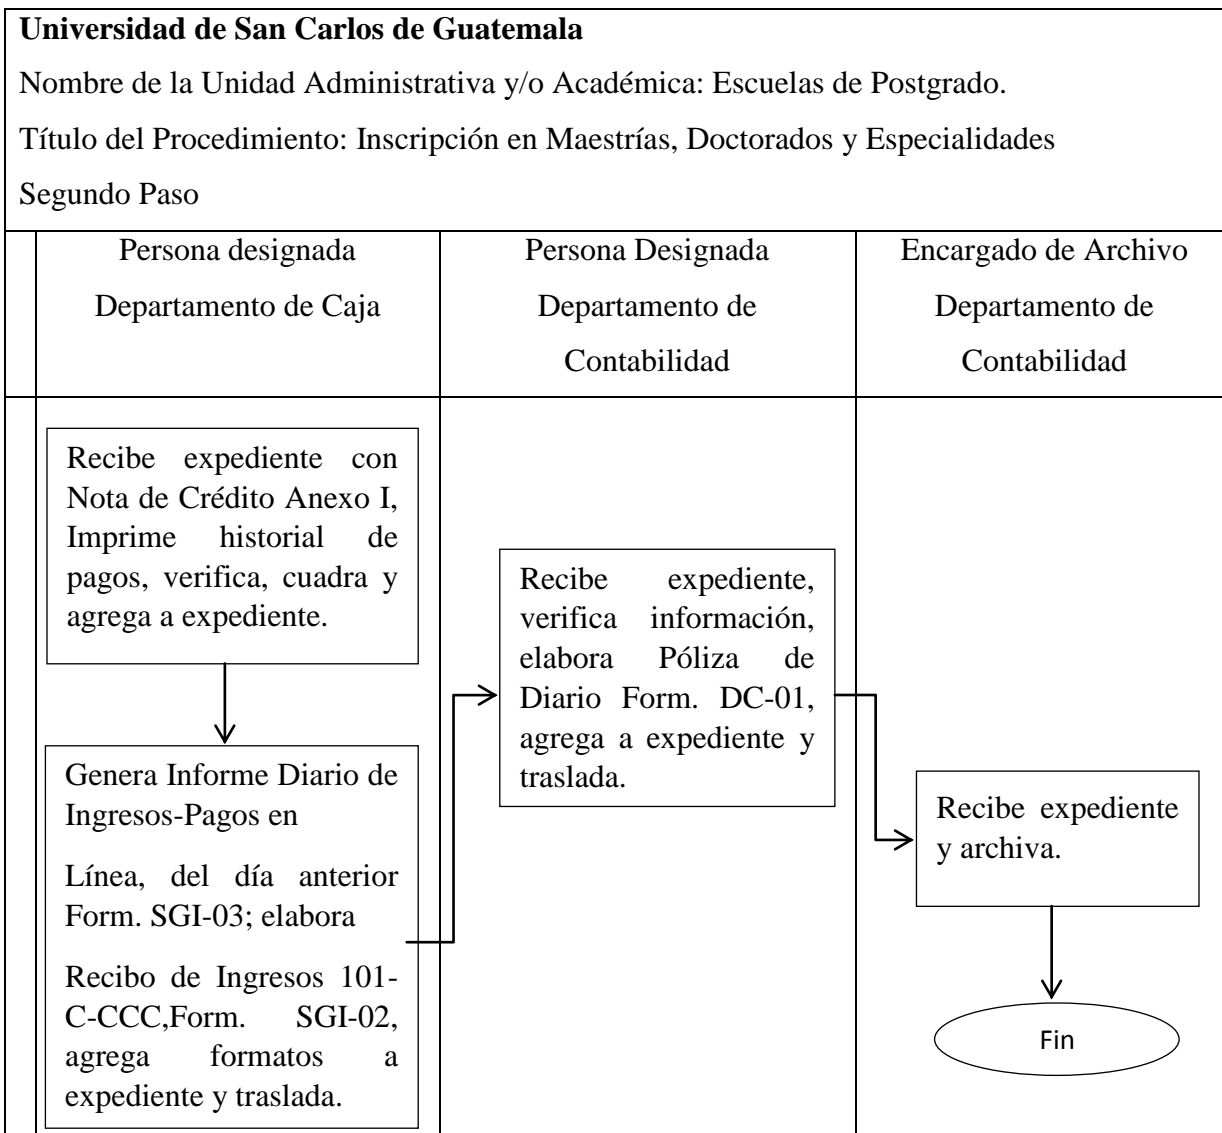 Universidad de San Carlos de Guatemala
Nombre de la Unidad Administrativa y/o Académica: Escuelas de Postgrado.
Título del Procedimiento: Inscripción en Maestrías, Doctorados y Especialidades
Segundo Paso
Persona designada
Departamento de Caja
Persona Designada
Departamento de
Contabilidad
Encargado de Archivo
Departamento de
Contabilidad
Recibe expediente con
Nota de Crédito Anexo I,
Imprime historial de
pagos, verifica, cuadra y
agrega a expediente.
Genera Informe Diario de
Ingresos-Pagos en
Línea, del día anterior
Form. SGI-03; elabora
Recibo de Ingresos 101-
C-CCC,Form. SGI-02,
agrega formatos a
expediente y traslada.
Recibe expediente,
verifica información,
elabora Póliza de
Diario Form. DC-01,
agrega a expediente y
traslada.
Recibe expediente
y archiva.
Fin